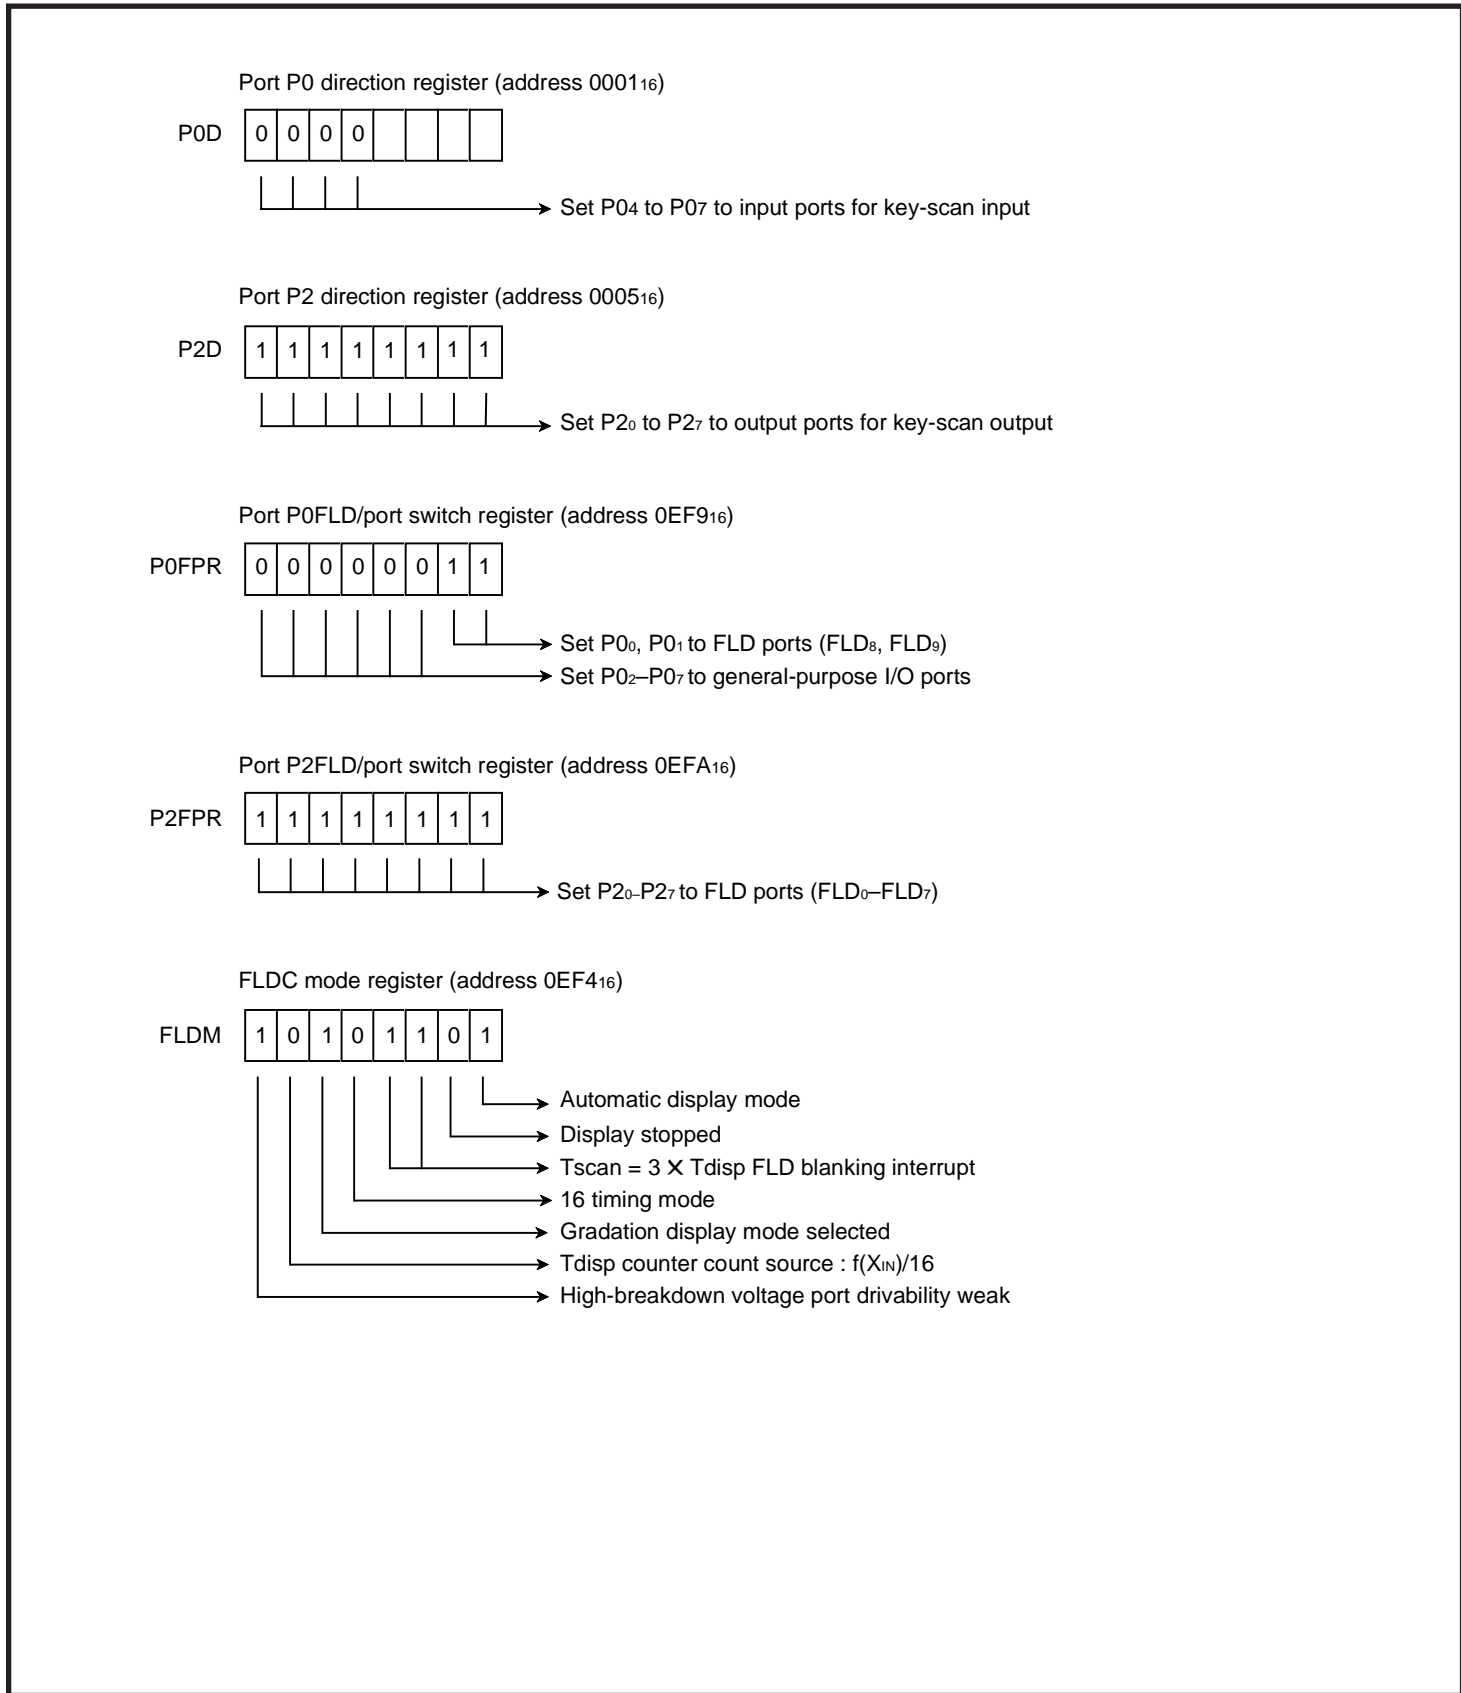 Port P0 direction register (address 0001₁₆)
P0D 0 0 0 0
Set P0₄ to P0₇ to input ports for key-scan input
Port P2 direction register (address 0005₁₆)
P2D 1 1 1 1 1 1 1 1
Set P2₀ to P2₇ to output ports for key-scan output
Port P0FLD/port switch register (address 0EF9₁₆)
P0FPR 0 0 0 0 0 0 1 1
Set P0₀, P0₁ to FLD ports (FLD₈, FLD₉)
Set P0₂–P0₇ to general-purpose I/O ports
Port P2FLD/port switch register (address 0EFA₁₆)
P2FPR 1 1 1 1 1 1 1 1
Set P2₀–P2₇ to FLD ports (FLD₀–FLD₇)
FLDC mode register (address 0EF4₁₆)
FLDM 1 0 1 0 1 1 0 1
Automatic display mode
Display stopped
Tscan = 3 X Tdisp FLD blanking interrupt
16 timing mode
Gradation display mode selected
Tdisp counter count source : f(XIN)/16
High-breakdown voltage port drivability weak